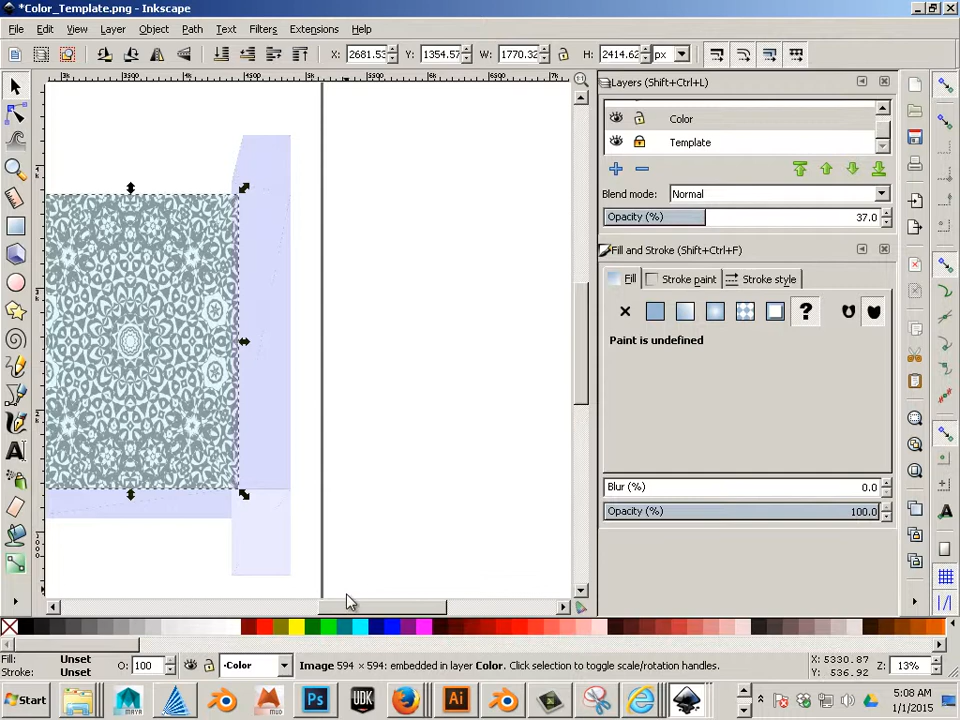 *Color_Template.png - Inkscape
File Edit View Layer Object Path Text Filters Extensions Help
X: 2681.53 Y: 1354.57 W: 1770.32 H: 2414.62 px
Layers (Shift+Ctrl+L)
Color
Template
Blend mode: Normal
Opacity (%) 37.0
Fill and Stroke (Shift+Ctrl+F)
Fill Stroke paint Stroke style
?
Paint is undefined
Blur (%) 0.0
Opacity (%) 100.0
Fill: Unset
Stroke: Unset
O: 100
Color
Image 594 × 594: embedded in layer Color. Click selection to toggle scale/rotation handles.
X: 5330.87
Y: 536.92
Z: 13%
Start
MAYA
MUD
Ps
UDK
Ai
5:08 AM
1/1/2015